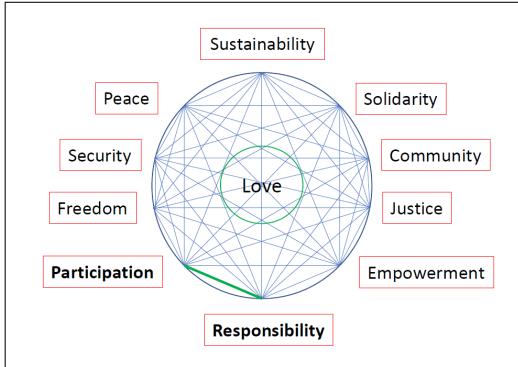 Sustainability
Peace
Solidarity
Security
Community
Love
Freedom
Justice
Participation
Empowerment
Responsibility